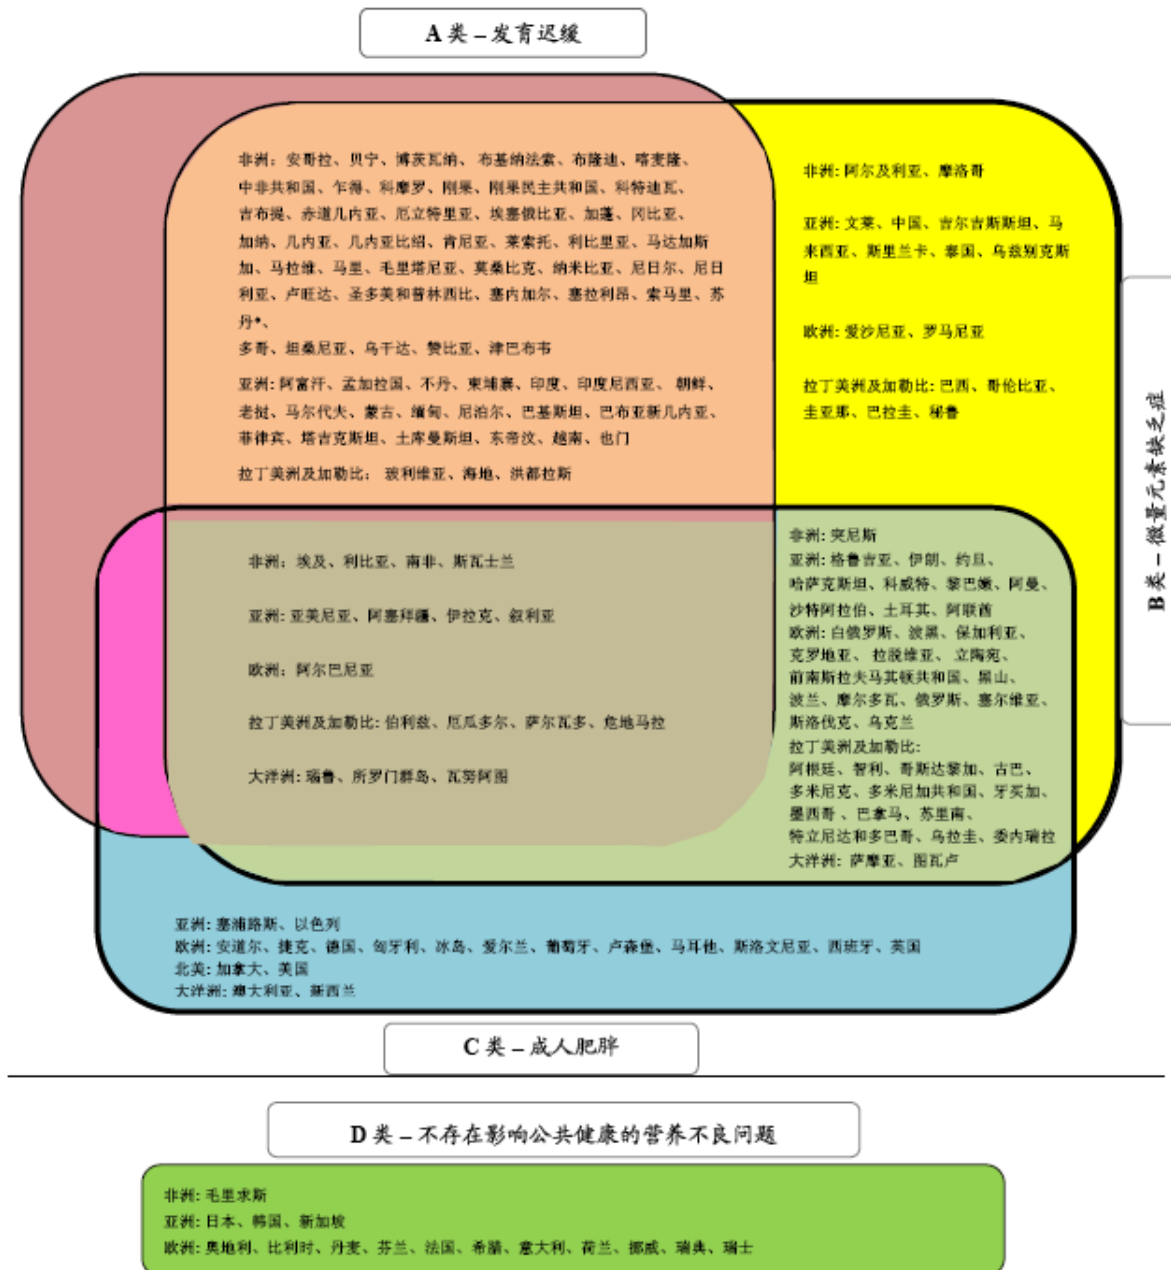 A 类 – 发育迟缓
非洲：安哥拉、贝宁、博茨瓦纳、布基纳法索、布隆迪、喀麦隆、
中非共和国、乍得、科摩罗、刚果、刚果民主共和国、科特迪瓦、
吉布提、赤道几内亚、厄立特里亚、埃塞俄比亚、加蓬、冈比亚、
加纳、几内亚、几内亚比绍、肯尼亚、莱索托、利比里亚、马达加斯
加、马拉维、马里、毛里塔尼亚、莫桑比克、纳米比亚、尼日尔、尼日
利亚、卢旺达、圣多美和普林西比、塞内加尔、塞拉利昂、索马里、苏
丹*、
多哥、坦桑尼亚、乌干达、赞比亚、津巴布韦
亚洲: 阿富汗、孟加拉国、不丹、柬埔寨、印度、印度尼西亚、朝鲜、
老挝、马尔代夫、蒙古、缅甸、尼泊尔、巴基斯坦、巴布亚新几内亚、
菲律宾、塔吉克斯坦、土库曼斯坦、东帝汶、越南、也门
拉丁美洲及加勒比： 玻利维亚、海地、洪都拉斯
非洲: 阿尔及利亚、摩洛哥
亚洲: 文莱、中国、吉尔吉斯斯坦、马
来西亚、斯里兰卡、泰国、乌兹别克斯
坦
欧洲: 爱沙尼亚、罗马尼亚
拉丁美洲及加勒比: 巴西、哥伦比亚、
圭亚那、巴拉圭、秘鲁
B 类 – 微量元素缺乏症
非洲：埃及、利比亚、南非、斯瓦士兰
亚洲: 亚美尼亚、阿塞拜疆、伊拉克、叙利亚
欧洲：阿尔巴尼亚
拉丁美洲及加勒比: 伯利兹、厄瓜多尔、萨尔瓦多、危地马拉
大洋洲: 瑙鲁、所罗门群岛、瓦努阿图
非洲: 突尼斯
亚洲: 格鲁吉亚、伊朗、约旦、
哈萨克斯坦、科威特、黎巴嫩、阿曼、
沙特阿拉伯、土耳其、阿联酋
欧洲: 白俄罗斯、波黑、保加利亚、
克罗地亚、拉脱维亚、立陶宛、
前南斯拉夫马其顿共和国、黑山、
波兰、摩尔多瓦、俄罗斯、塞尔维亚、
斯洛伐克、乌克兰
拉丁美洲及加勒比:
阿根廷、智利、哥斯达黎加、古巴、
多米尼克、多米尼加共和国、牙买加、
墨西哥 、巴拿马、苏里南、
特立尼达和多巴哥、乌拉圭、委内瑞拉
大洋洲: 萨摩亚、图瓦卢
亚洲: 塞浦路斯、以色列
欧洲: 安道尔、捷克、德国、匈牙利、冰岛、爱尔兰、葡萄牙、卢森堡、马耳他、斯洛文尼亚、西班牙、英国
北美: 加拿大、美国
大洋洲: 澳大利亚、新西兰
C 类 – 成人肥胖
D 类 – 不存在影响公共健康的营养不良问题
非洲: 毛里求斯
亚洲: 日本、韩国、新加坡
欧洲: 奥地利、比利时、丹麦、芬兰、法国、希腊、意大利、荷兰、挪威、瑞典、瑞士